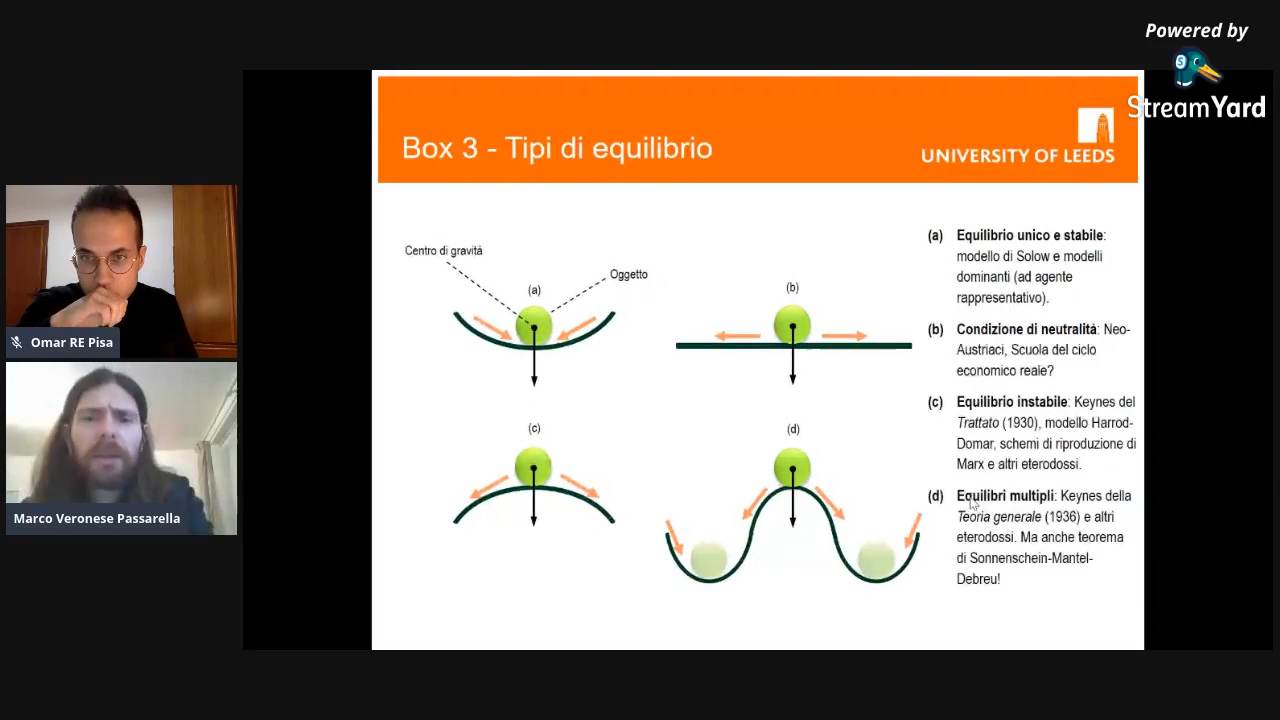 Powered by
StreamYard
Box 3 - Tipi di equilibrio
UNIVERSITY OF LEEDS
Centro di gravità
Oggetto
(a)
(b)
(c)
(d)
(a) Equilibrio unico e stabile:
modello di Solow e modelli
dominanti (ad agente
rappresentativo).
(b) Condizione di neutralità: Neo-
Austriaci, Scuola del ciclo
economico reale?
(c) Equilibrio instabile: Keynes del
Trattato (1930), modello Harrod-
Domar, schemi di riproduzione di
Marx e altri eterodossi.
(d) Equilibri multipli: Keynes della
Teoria generale (1936) e altri
eterodossi. Ma anche teorema
di Sonnenschein-Mantel-
Debreu!
Omar RE Pisa
Marco Veronese Passarella